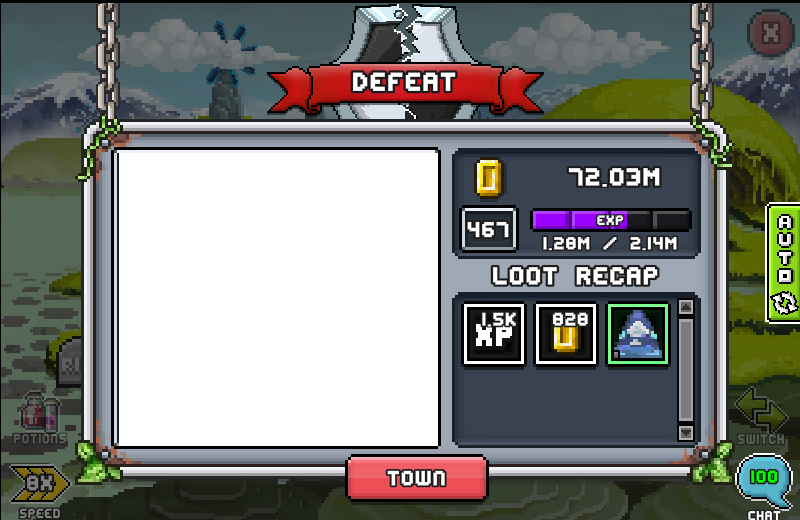 DEFEAT
72.03M
467
EXP
1.28M / 2.14M
LOOT RECAP
1.5K
XP
828
AUTO
RI
POTIONS
SWITCH
8X
SPEED
TOWN
100
CHAT